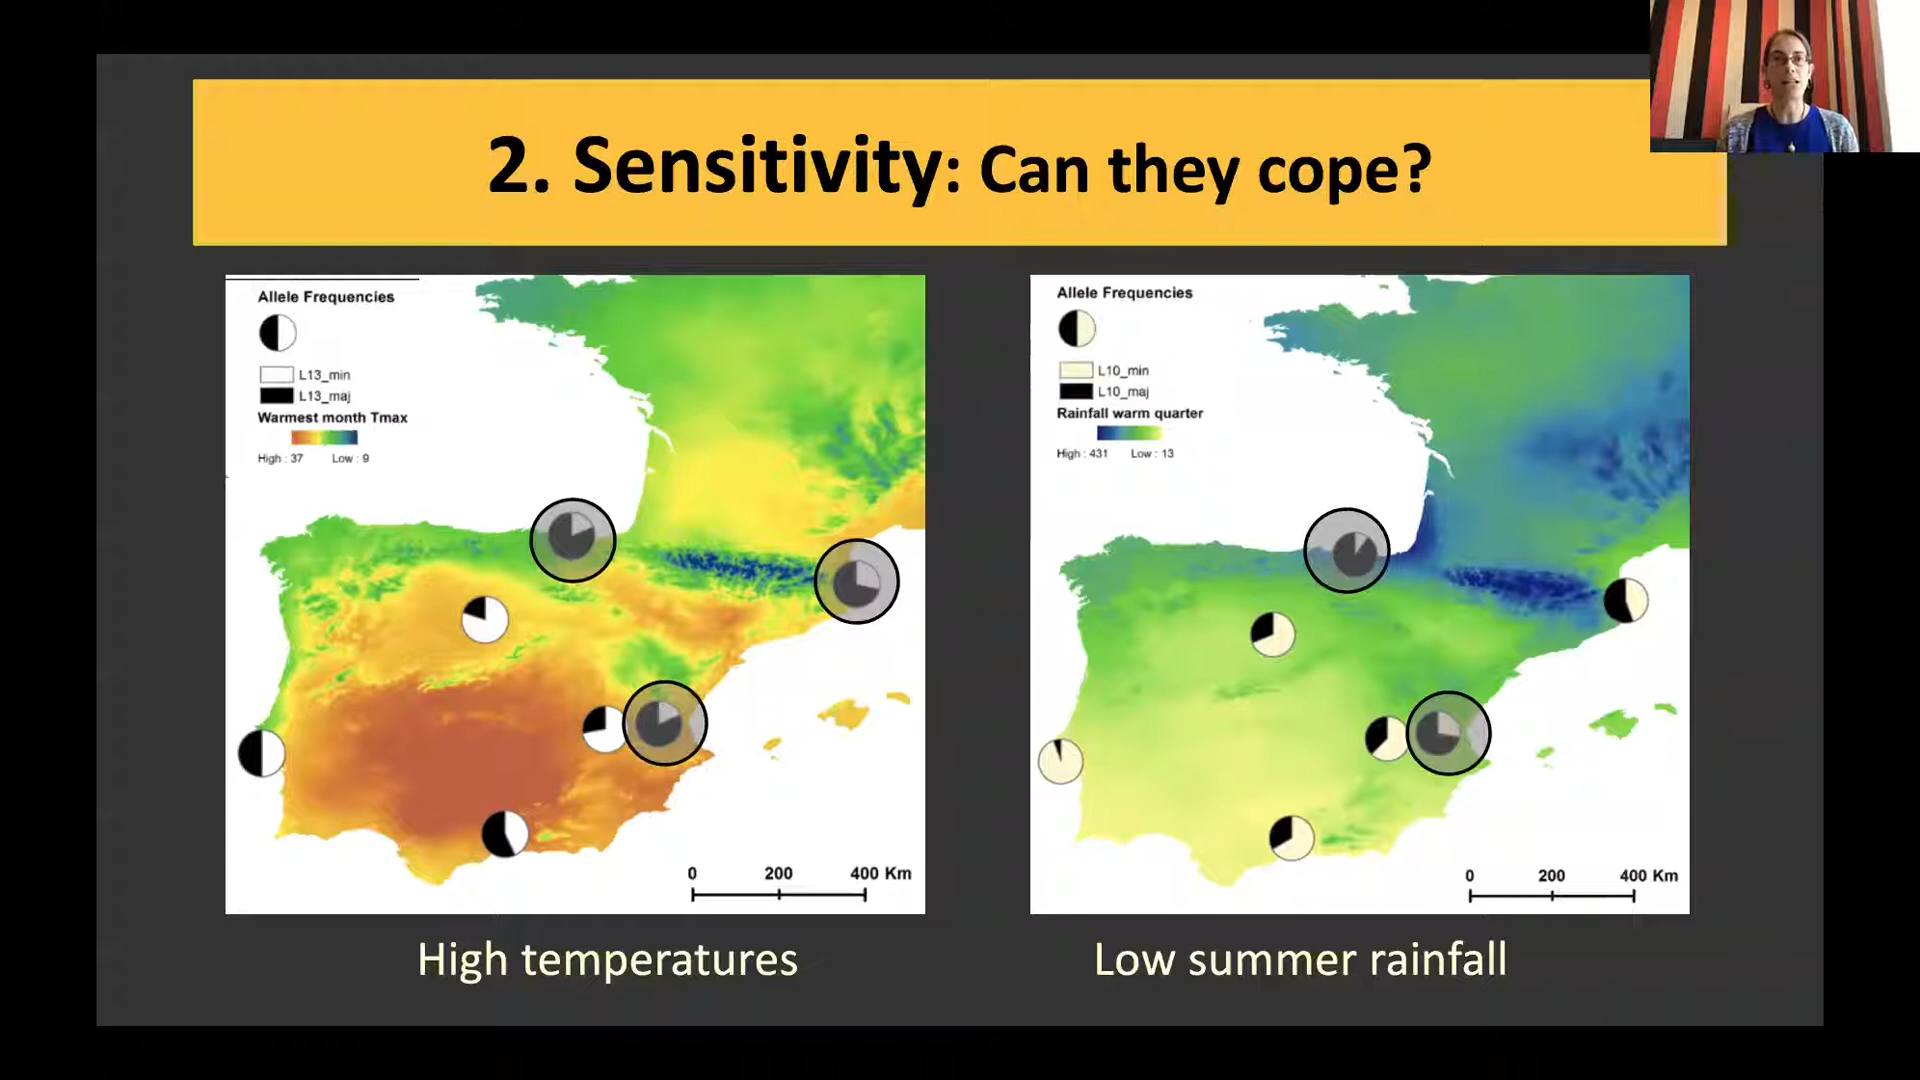 2. Sensitivity: Can they cope?
Allele Frequencies
L13_min
L13_maj
Warmest month Tmax
High : 37 Low : 9
0 200 400 Km
High temperatures
Allele Frequencies
L10_min
L10_maj
Rainfall warm quarter
High : 431 Low : 13
0 200 400 Km
Low summer rainfall